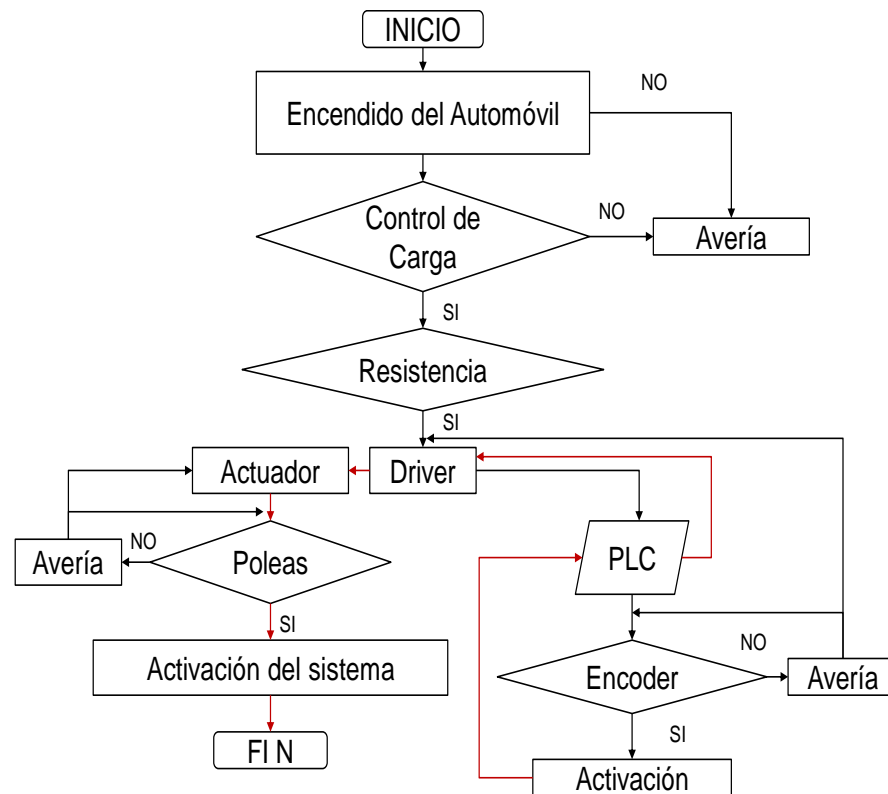 INICIO
NO
Encendido del Automóvil
Control de
Carga
NO
Avería
SI
Resistencia
SI
Actuador
Driver
Avería
NO
Poleas
PLC
SI
Activación del sistema
NO
Encoder
Avería
SI
FI N
Activación